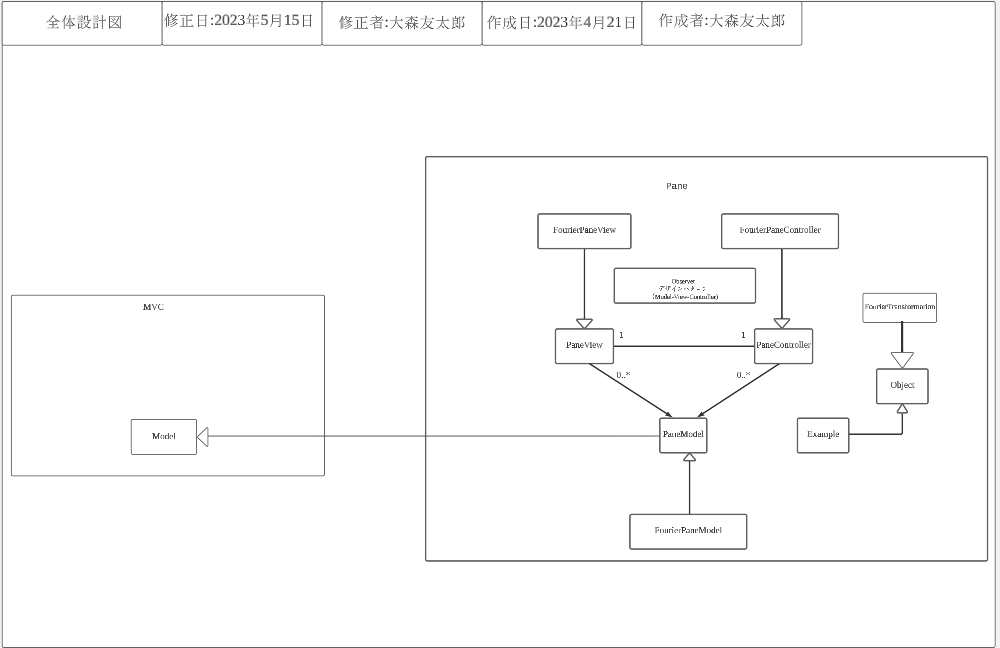 全体設計図
修正日:2023年5月15日
修正者:大森友太郎
作成日:2023年4月21日
作成者:大森友太郎
Pane
FourierPaneView
FourierPaneController
Observer
デザインパターン
(Model-View-Controller)
MVC
FourierTransformation
1
1
PaneView
PaneController
0..*
0..*
Object
Model
PaneModel
Example
FourierPaneModel